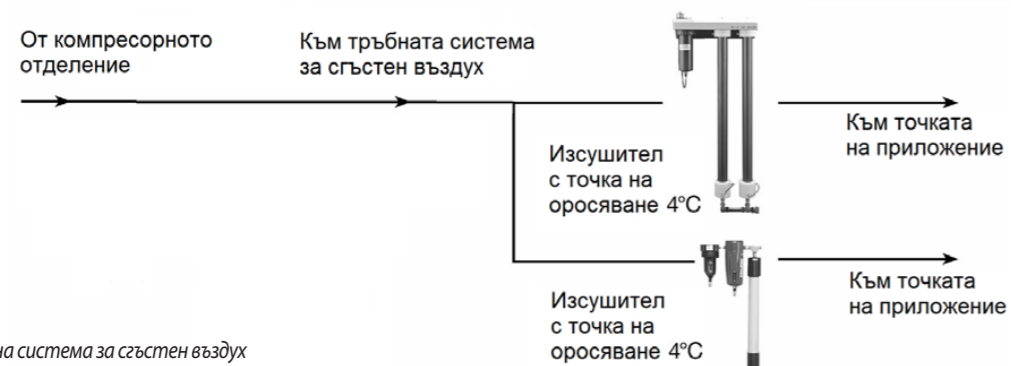 От компресорното
отделение
Към тръбната система
за сгъстен въздух
Към точката
на приложение
Изсушител
с точка на
оросяване 4°C
Към точката
на приложение
Изсушител
с точка на
оросяване 4°C
на система за сгъстен въздух